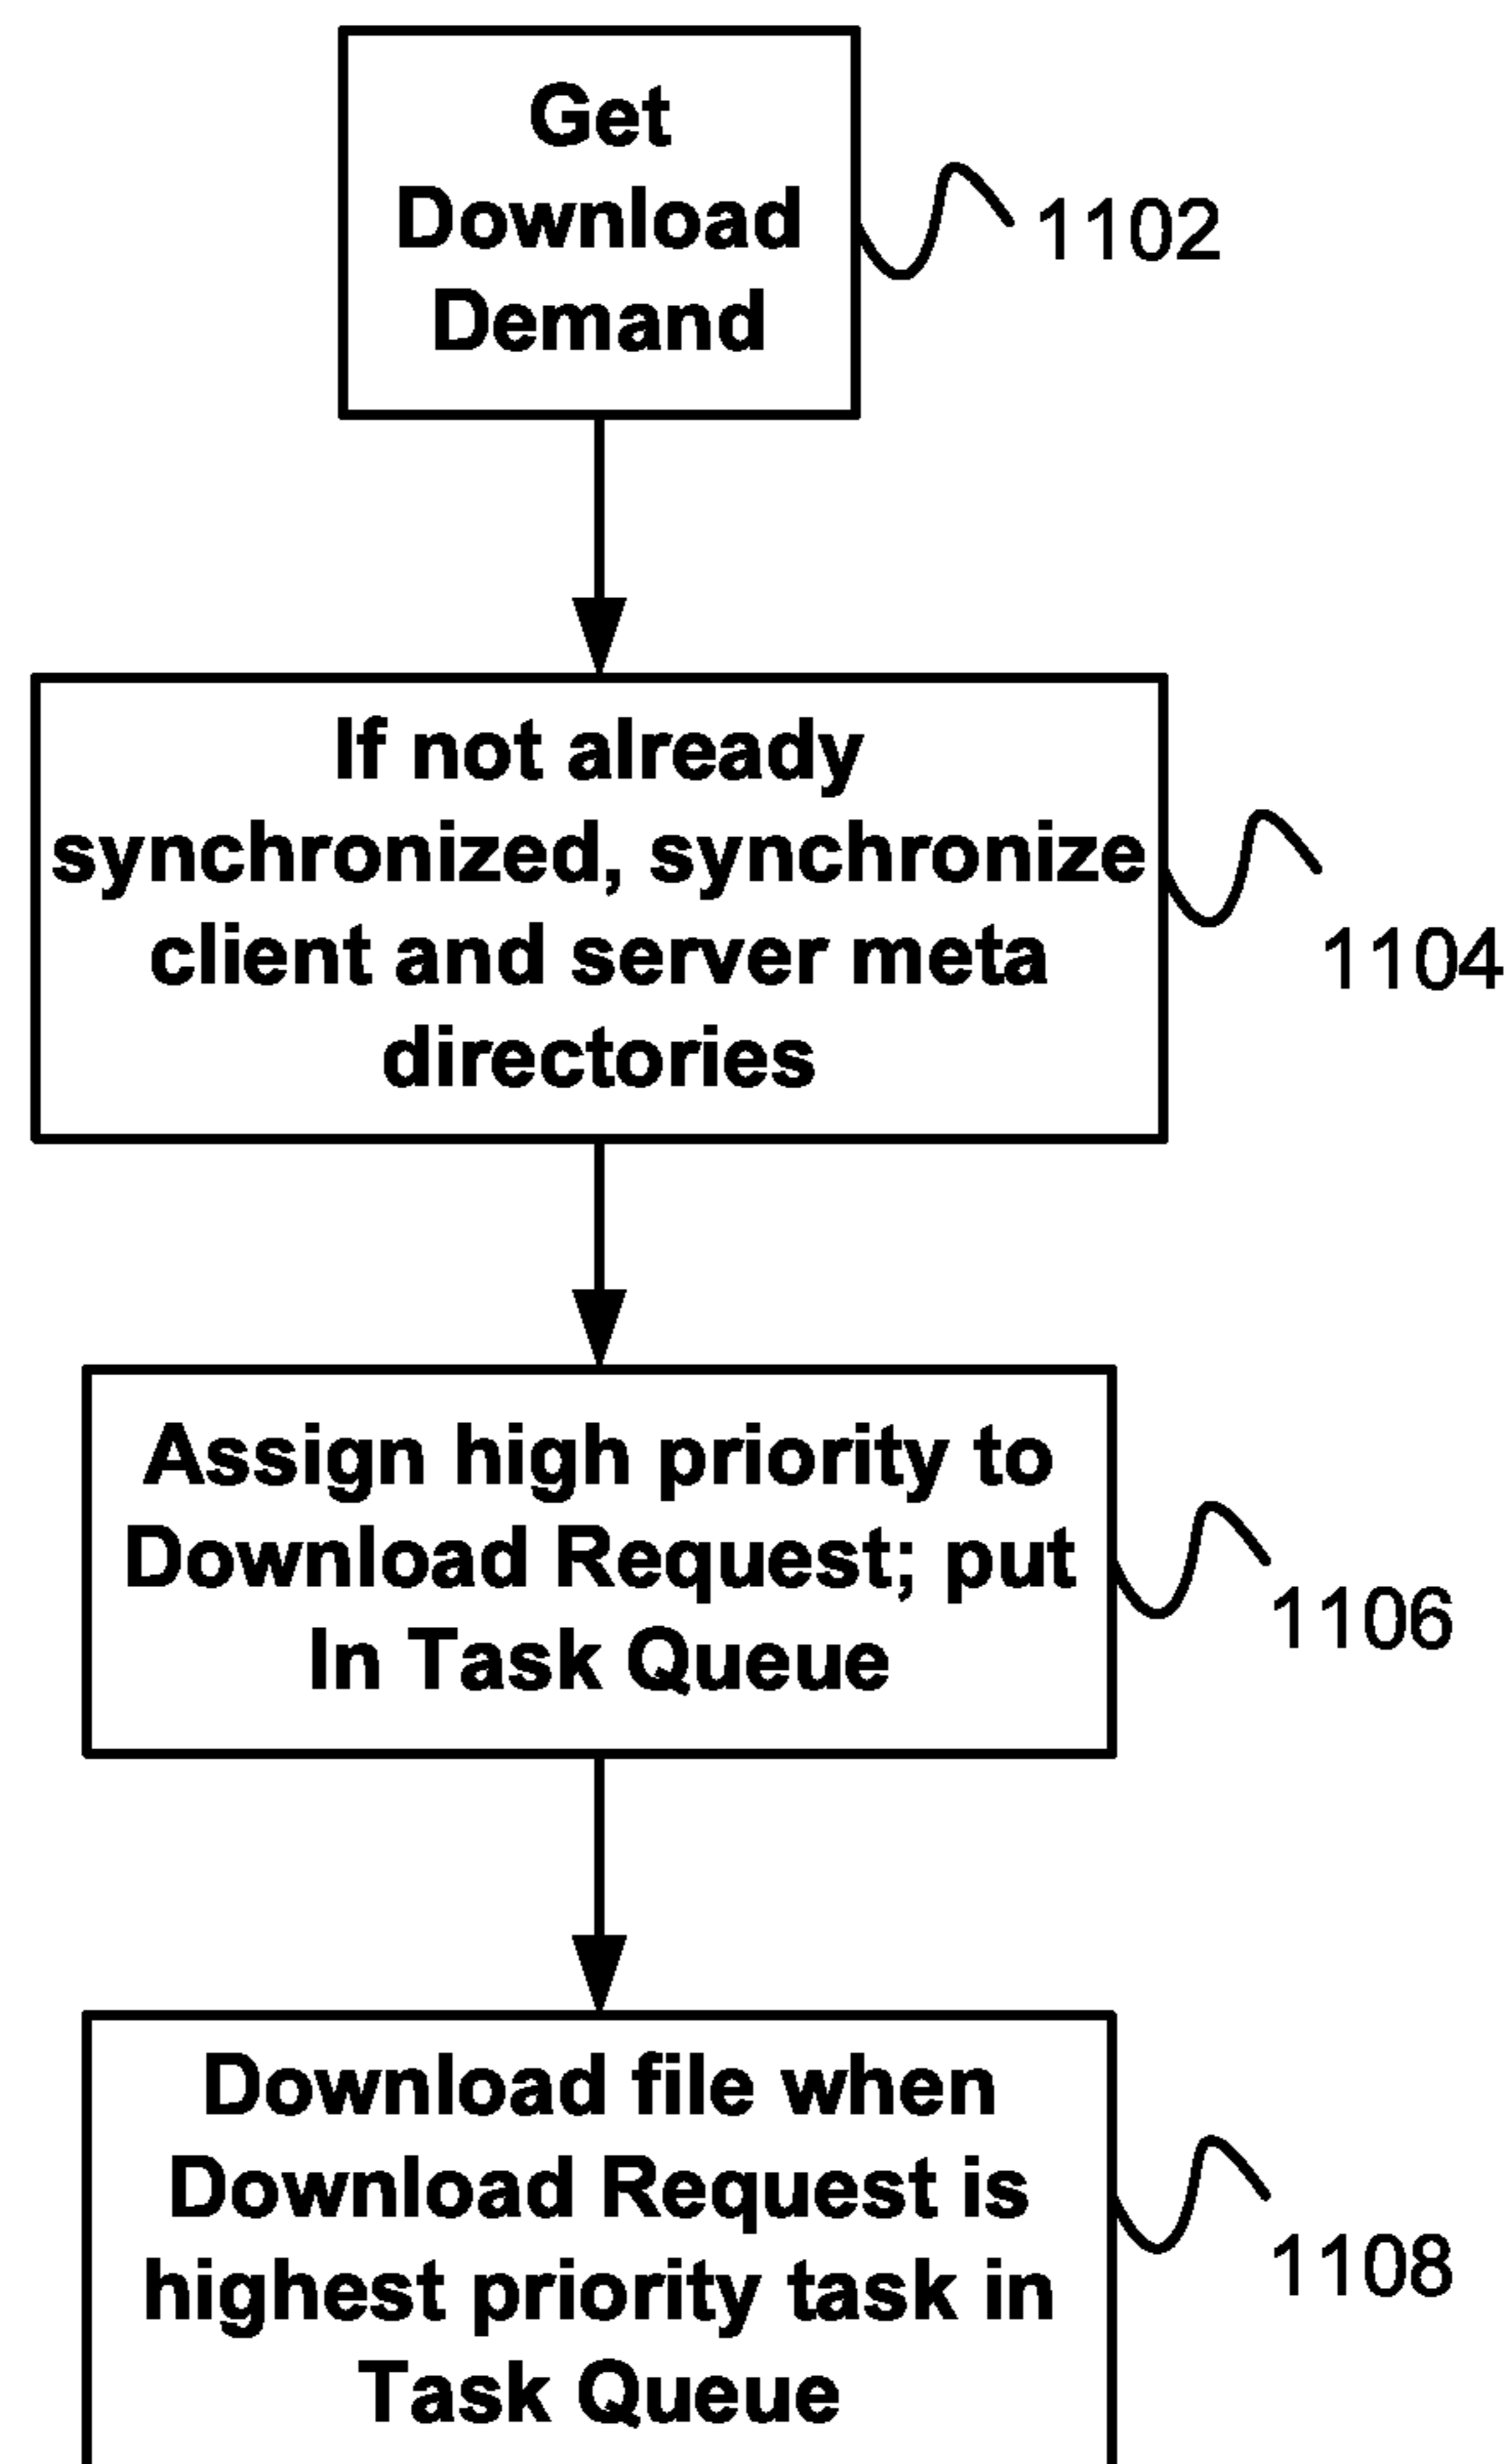 Get
Download
Demand
1102
If not already
synchronized, synchronize
client and server meta
directories
1104
Assign high priority to
Download Request; put
In Task Queue
1106
Download file when
Download Request is
highest priority task in
Task Queue
1108